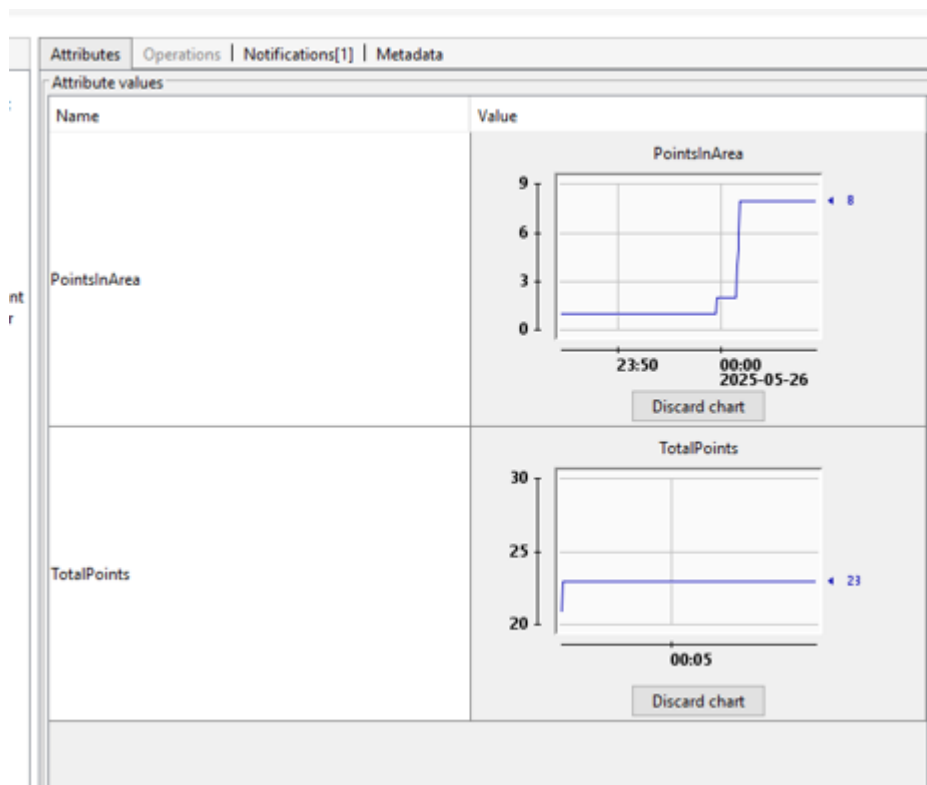 Attributes Operations Notifications[1] Metadata
Attribute values
Name Value
PointsInArea
9
6
3
0
8
PointsInArea
nt
r
23:50 00:00
2025-05-26
Discard chart
TotalPoints
30
25
20
23
TotalPoints
00:05
Discard chart